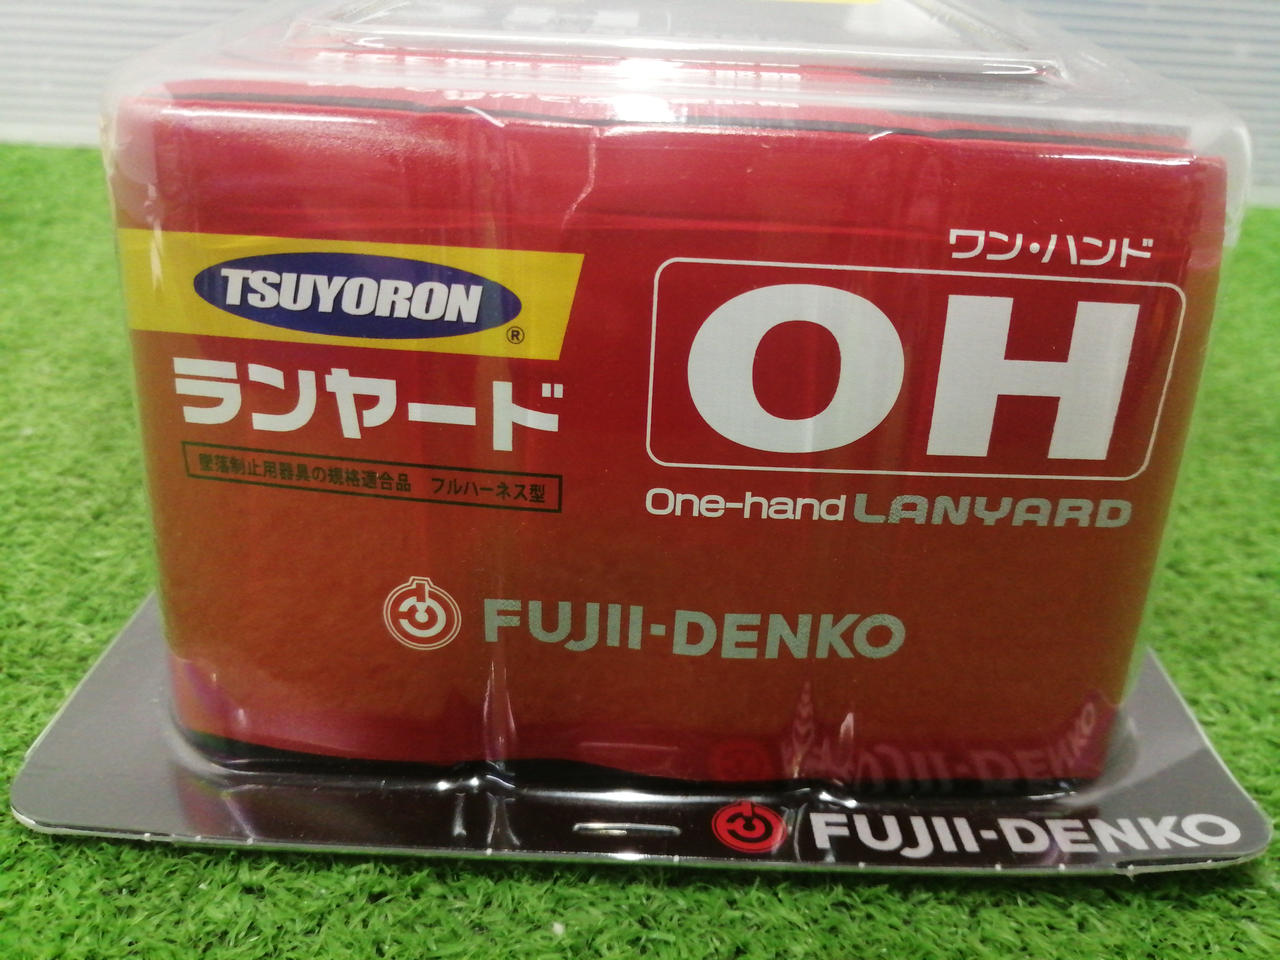 TSUYORON®
ランヤード
墜落制止用器具の規格適合品 フルハーネス型
ワン・ハンド
OH
One-hand LANYARD
FUJII-DENKO
FUJII-DENKO